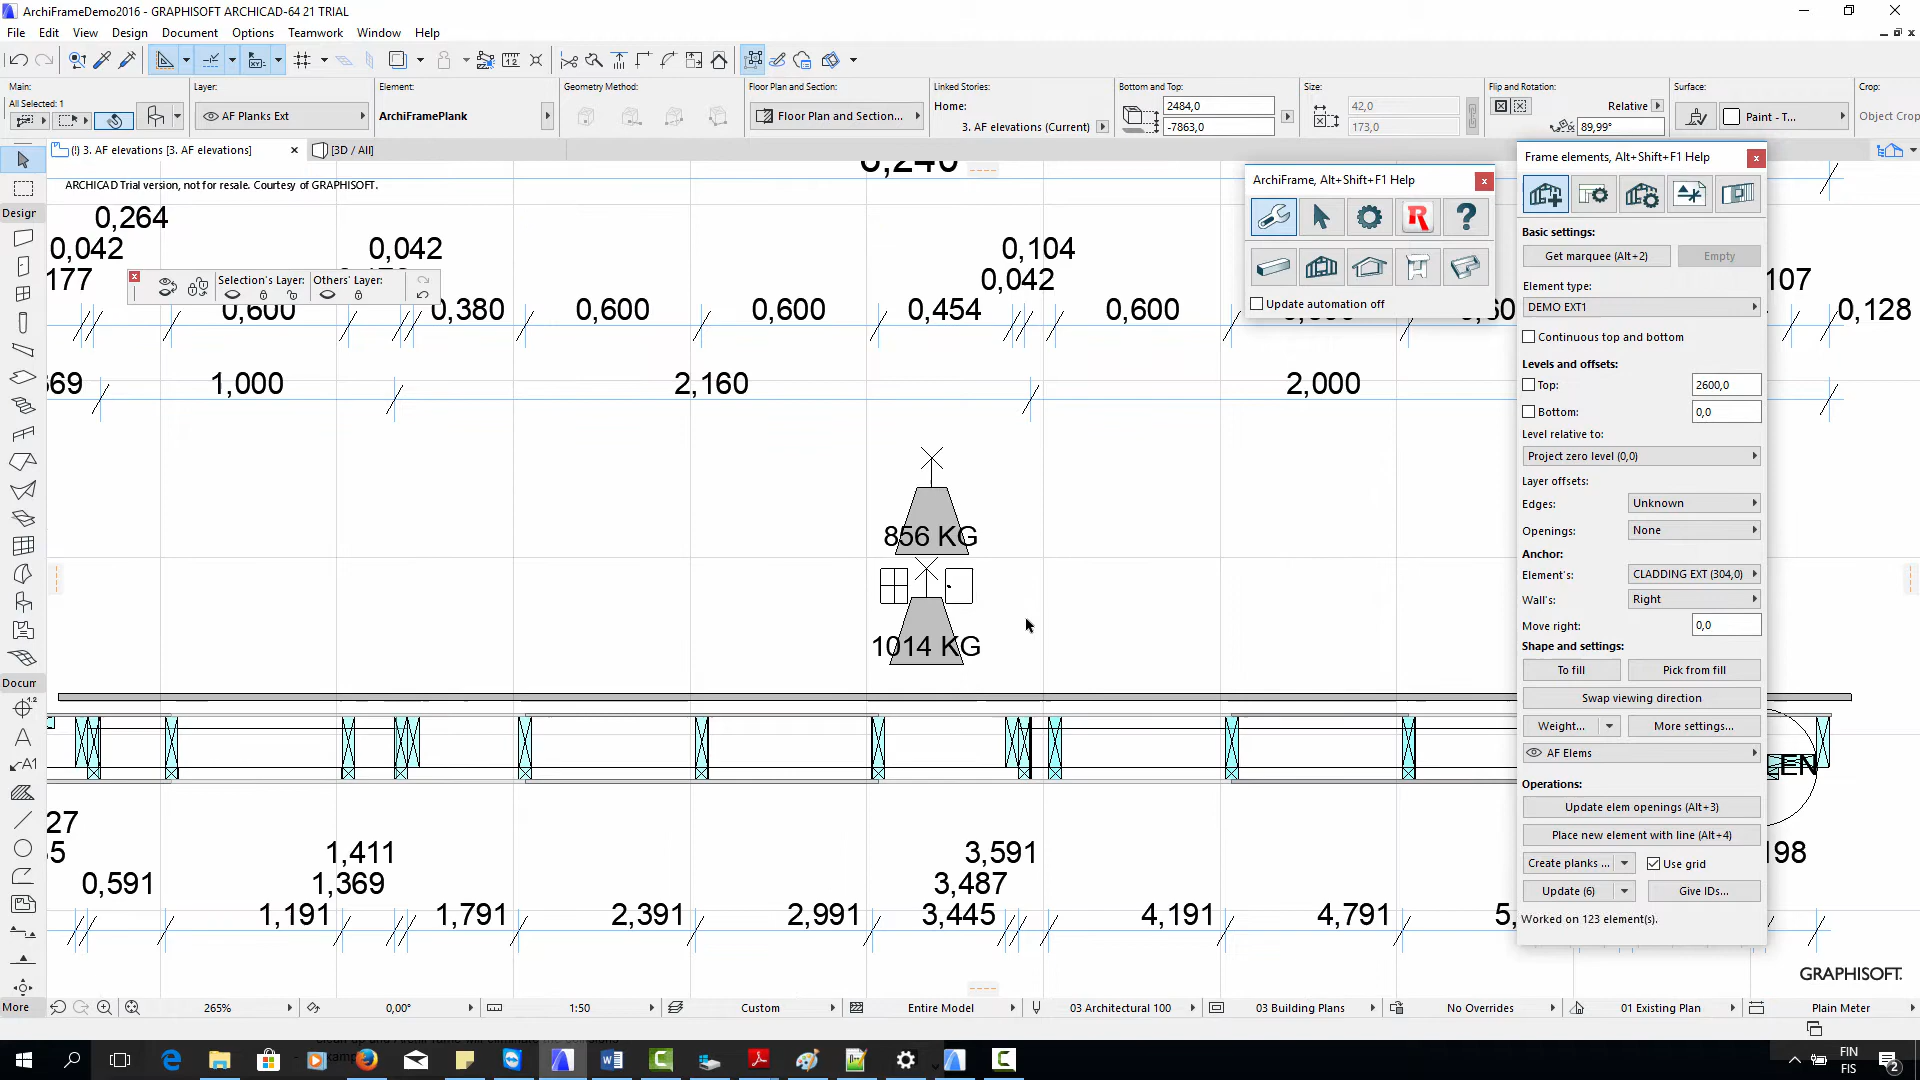 ArchiFrameDemo2016 - GRAPHISOFT ARCHICAD-64 21 TRIAL
File Edit View Design Document Options Teamwork Window Help
Main: Layer: Element: Geometry Method: Floor Plan and Section: Linked Stories: Bottom and Top: Size: Flip and Rotation: Surface: Crop:
All Selected: 1
AF Planks Ext
ArchiFramePlank
Floor Plan and Section...
Home:
3. AF elevations (Current)
2484,0
-7863,0
42,0
173,0
Relative
89,99°
Paint - T...
Object Crop
(!) 3. AF elevations [3. AF elevations]
[3D / All]
ARCHICAD Trial version, not for resale. Courtesy of GRAPHISOFT.
Design
Docum
More
0,240
0,264
0,042 0,042 0,104
177 0,042 107
0,600 0,380 0,600 0,600 0,454 0,600 0,128
369 1,000 2,160 2,000
Selection's Layer: Others' Layer:
856 KG
1014 KG
27
1,411 3,591 198
0,591 1,369 3,487
1,191 1,791 2,391 2,991 3,445 4,191 4,791 5,
ArchiFrame, Alt+Shift+F1 Help
Update automation off
Frame elements, Alt+Shift+F1 Help
Basic settings:
Get marquee (Alt+2) Empty
Element type:
DEMO EXT1
Continuous top and bottom
Levels and offsets:
Top: 2600,0
Bottom: 0,0
Level relative to:
Project zero level (0,0)
Layer offsets:
Edges: Unknown
Openings: None
Anchor:
Element's: CLADDING EXT (304,0)
Wall's: Right
Move right: 0,0
Shape and settings:
To fill Pick from fill
Swap viewing direction
Weight... More settings...
AF Elems
Operations:
Update elem openings (Alt+3)
Place new element with line (Alt+4)
Create planks ... Use grid
Update (6) Give IDs...
Worked on 123 element(s).
GRAPHISOFT.
265% 0,00° 1:50 Custom Entire Model 03 Architectural 100 03 Building Plans No Overrides 01 Existing Plan Plain Meter
FIN
FIS
2